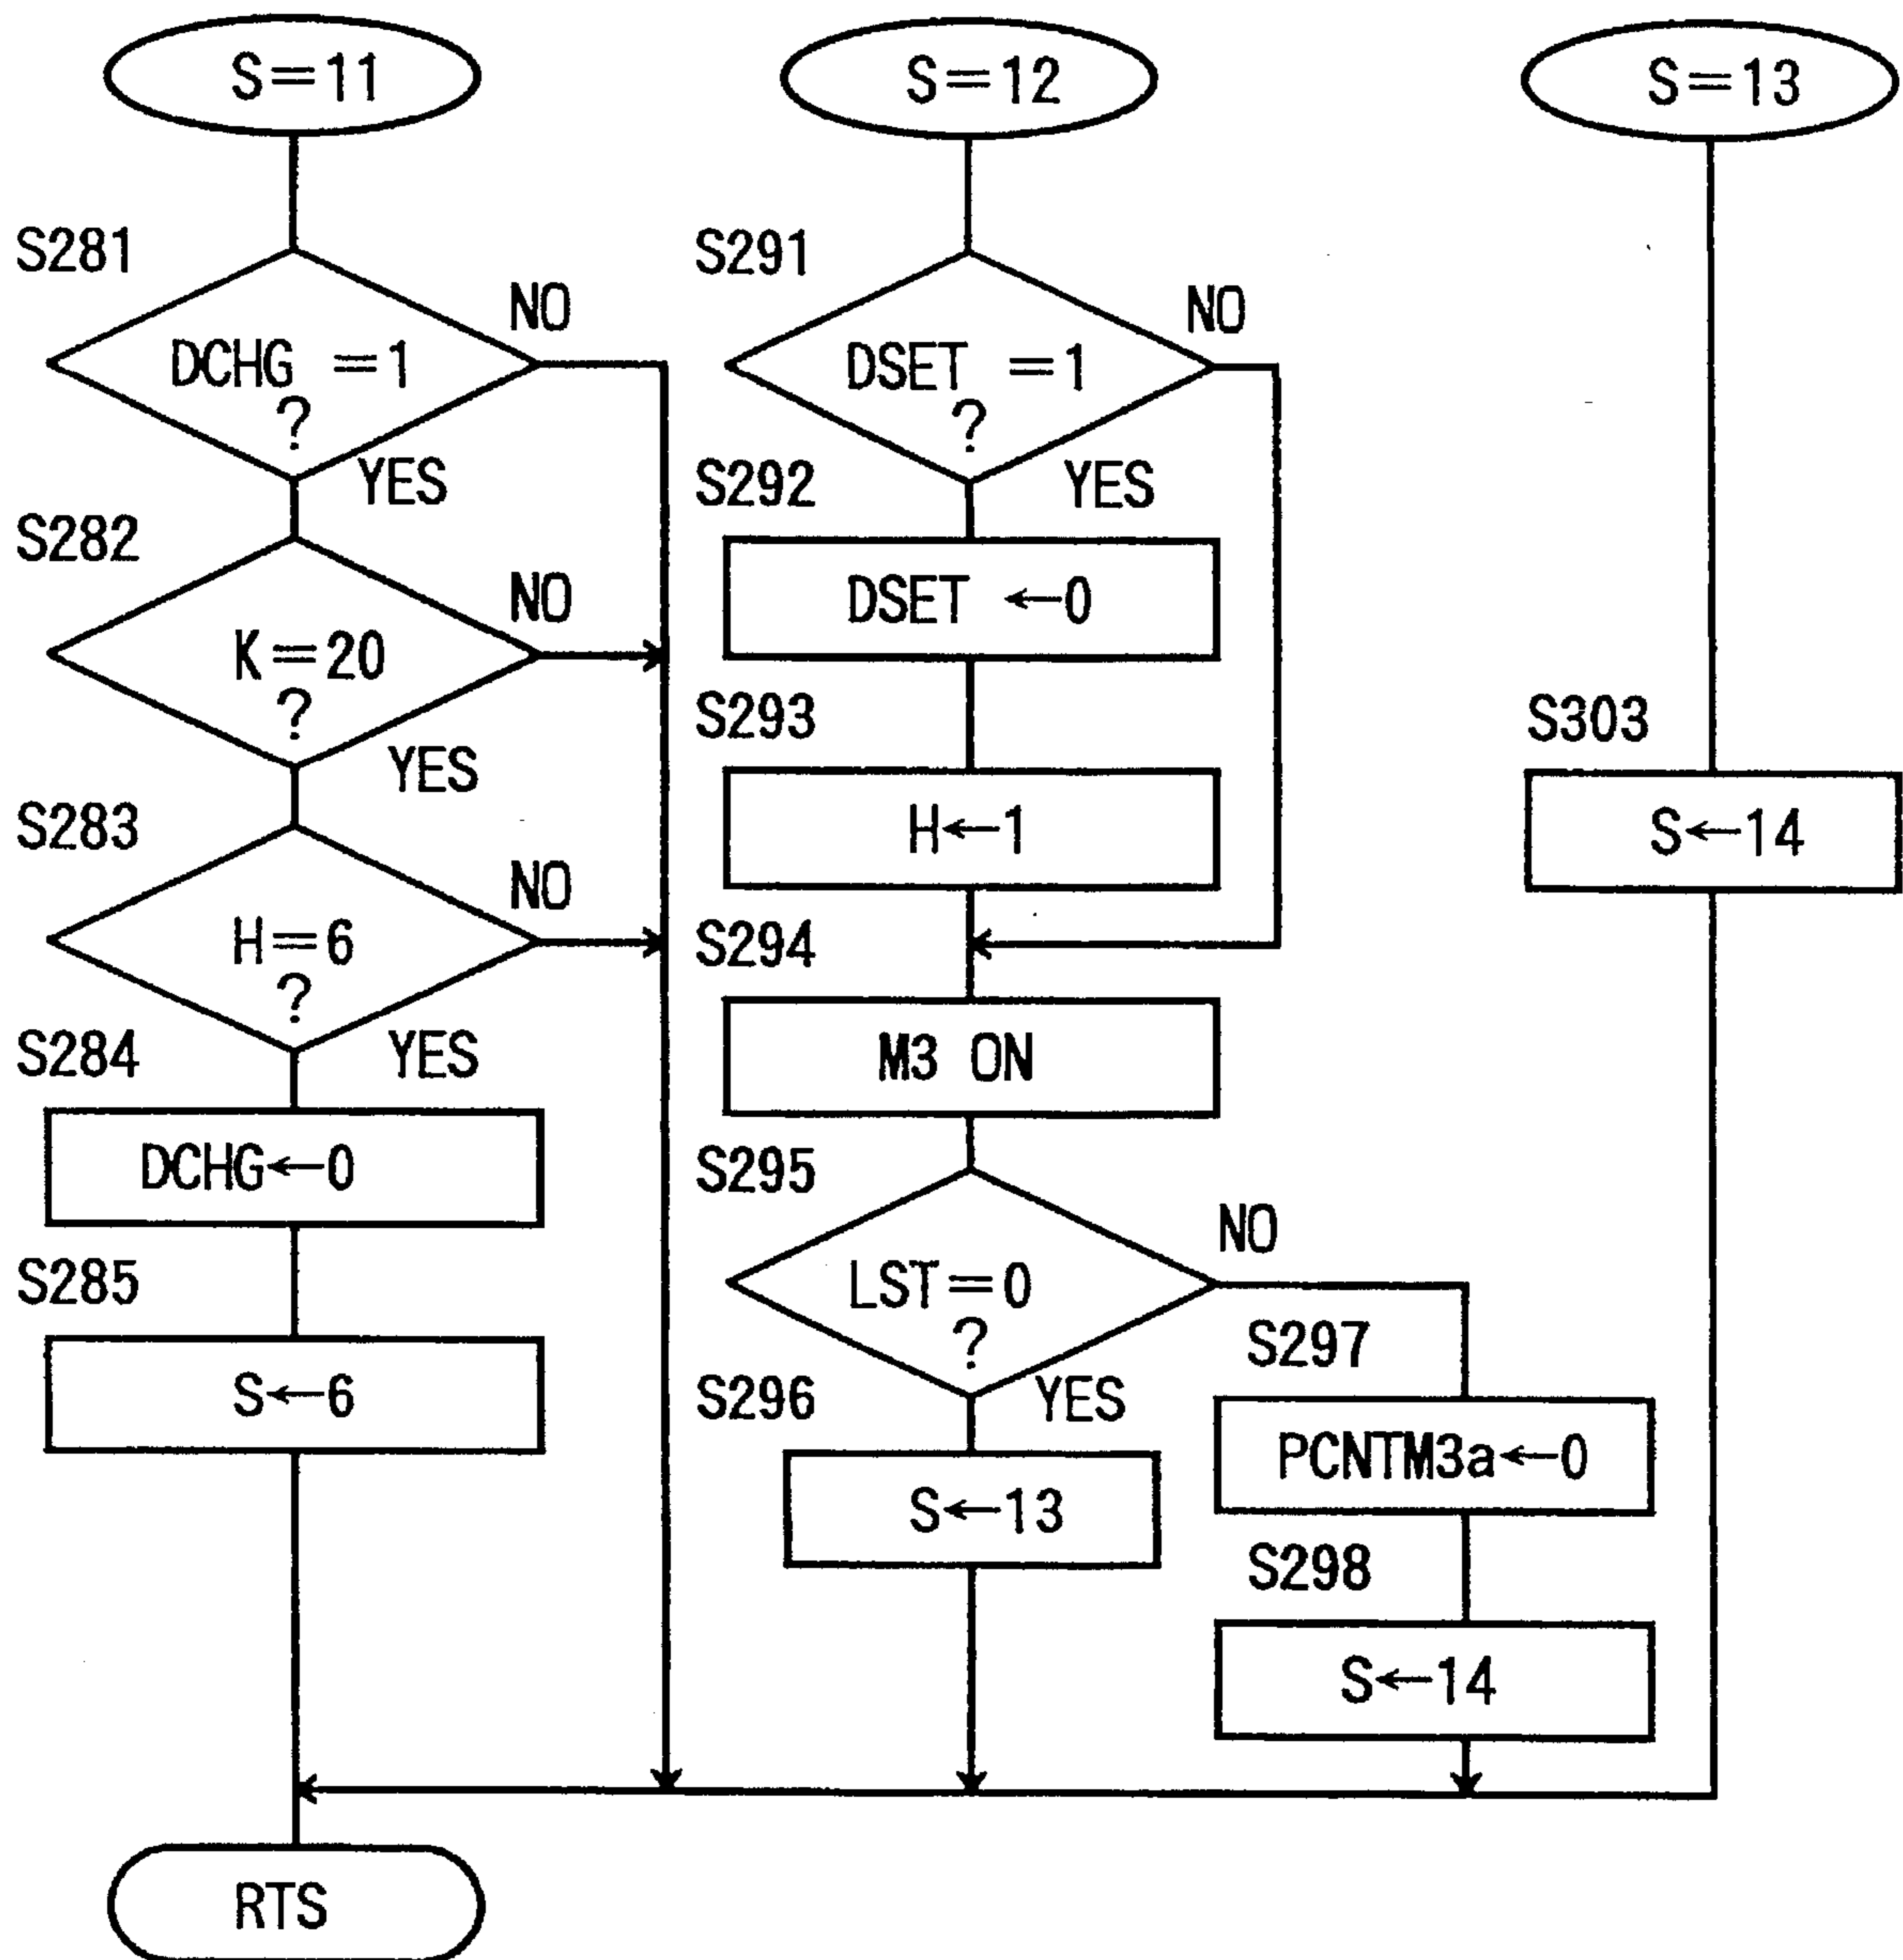 S=11
S281
DCHG =1
?
NO
YES
S282
K=20
?
NO
YES
S283
H=6
?
NO
YES
S284
DCHG←0
S285
S←6
RTS
S=12
S291
DSET =1
?
NO
YES
S292
DSET ←0
S293
H←1
S294
M3 ON
S295
LST=0
?
NO
YES
S296
S←13
S297
PCNTM3a←0
S298
S←14
S=13
S303
S←14